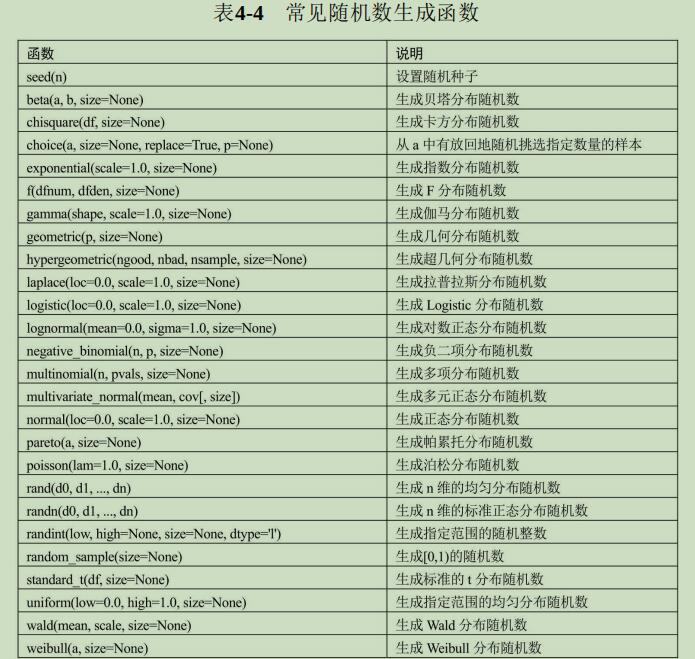 表4-4 常见随机数生成函数
函数 说明
seed(n) 设置随机种子
beta(a, b, size=None) 生成贝塔分布随机数
chisquare(df, size=None) 生成卡方分布随机数
choice(a, size=None, replace=True, p=None) 从 a 中有放回地随机挑选指定数量的样本
exponential(scale=1.0, size=None) 生成指数分布随机数
f(dfnum, dfden, size=None) 生成 F 分布随机数
gamma(shape, scale=1.0, size=None) 生成伽马分布随机数
geometric(p, size=None) 生成几何分布随机数
hypergeometric(ngood, nbad, nsample, size=None) 生成超几何分布随机数
laplace(loc=0.0, scale=1.0, size=None) 生成拉普拉斯分布随机数
logistic(loc=0.0, scale=1.0, size=None) 生成 Logistic 分布随机数
lognormal(mean=0.0, sigma=1.0, size=None) 生成对数正态分布随机数
negative_binomial(n, p, size=None) 生成负二项分布随机数
multinomial(n, pvals, size=None) 生成多项分布随机数
multivariate_normal(mean, cov[, size]) 生成多元正态分布随机数
normal(loc=0.0, scale=1.0, size=None) 生成正态分布随机数
pareto(a, size=None) 生成帕累托分布随机数
poisson(lam=1.0, size=None) 生成泊松分布随机数
rand(d0, d1, ..., dn) 生成 n 维的均匀分布随机数
randn(d0, d1, ..., dn) 生成 n 维的标准正态分布随机数
randint(low, high=None, size=None, dtype='l') 生成指定范围的随机整数
random_sample(size=None) 生成[0,1)的随机数
standard_t(df, size=None) 生成标准的 t 分布随机数
uniform(low=0.0, high=1.0, size=None) 生成指定范围的均匀分布随机数
wald(mean, scale, size=None) 生成 Wald 分布随机数
weibull(a, size=None) 生成 Weibull 分布随机数